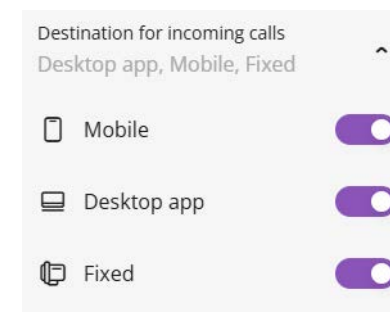 Destination for incoming calls
Desktop app, Mobile, Fixed
Mobile
Desktop app
Fixed